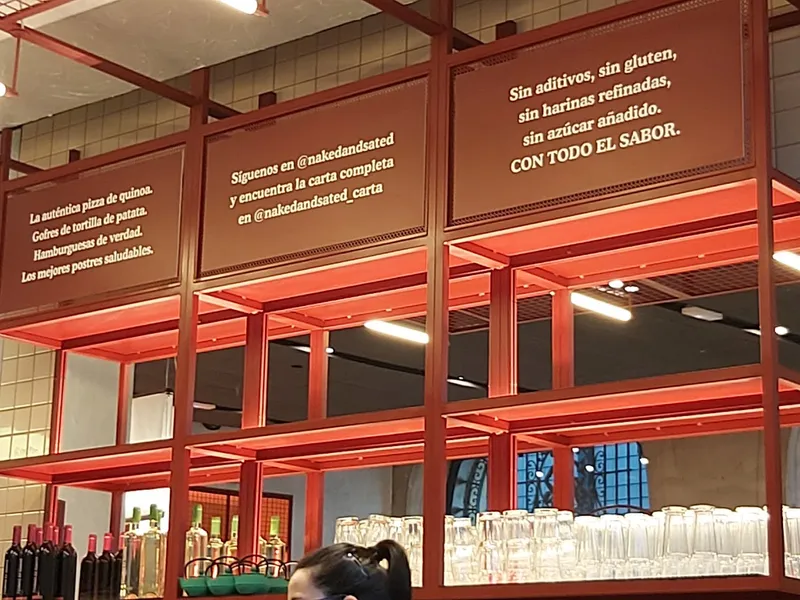 La auténtica pizza de quinoa.
Gofres de tortilla de patata.
Hamburguesas de verdad.
Los mejores postres saludables.
Síguenos en @nakedandsated
y encuentra la carta completa
en @nakedandsated_carta
Sin aditivos, sin gluten,
sin harinas refinadas,
sin azúcar añadido.
CON TODO EL SABOR.